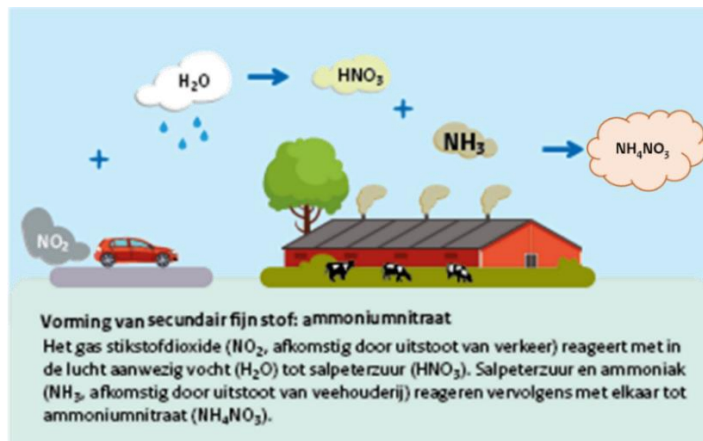 H₂O
HNO₃
+
NH₃
NH₄NO₃
+
NO₂
Vorming van secundair fijn stof: ammoniumnitraat
Het gas stikstofdioxide (NO₂, afkomstig door uitstoot van verkeer) reageert met in
de lucht aanwezig vocht (H₂O) tot salpeterzuur (HNO₃). Salpeterzuur en ammoniak
(NH₃, afkomstig door uitstoot van veehouderij) reageren vervolgens met elkaar tot
ammoniumnitraat (NH₄NO₃).